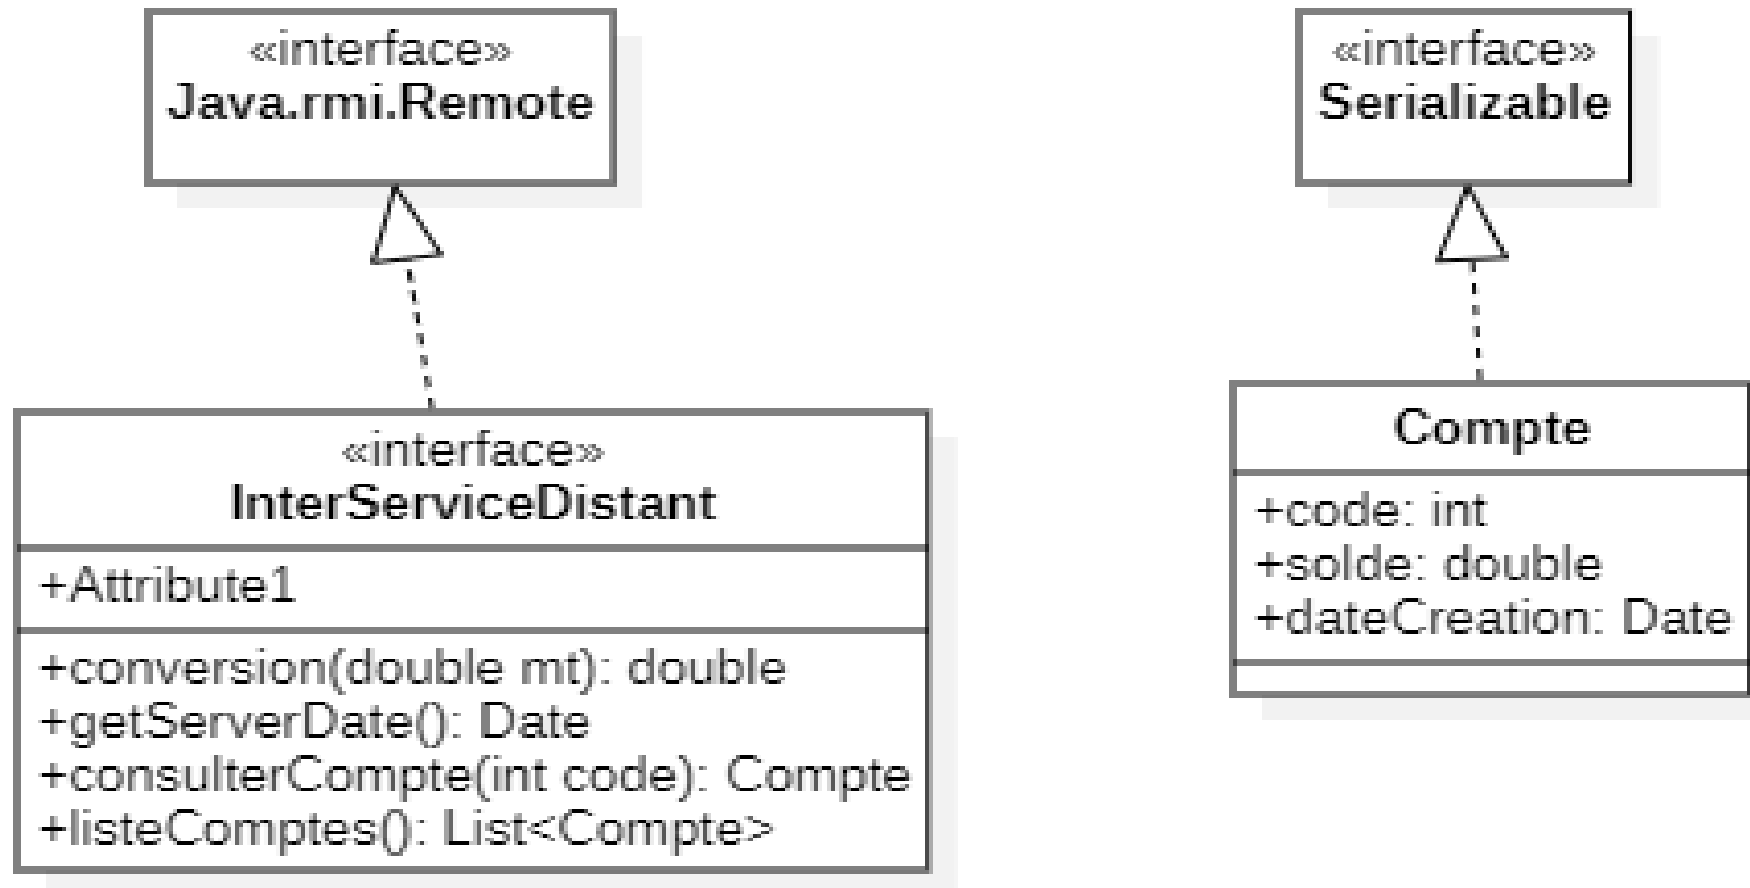 «interface»
Java.rmi.Remote
«interface»
Serializable
«interface»
InterServiceDistant
+Attribute1
+conversion(double mt): double
+getServerDate(): Date
+consulterCompte(int code): Compte
+listeComptes(): List<Compte>
Compte
+code: int
+solde: double
+dateCreation: Date